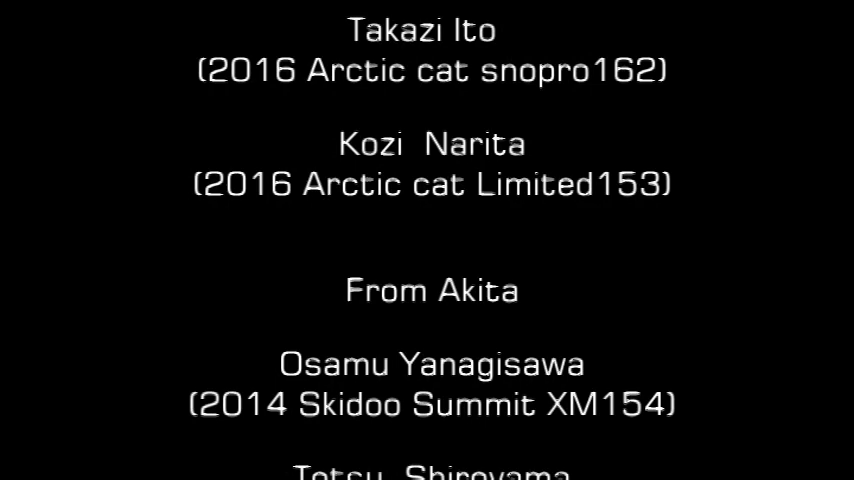 Takazi Ito
(2016 Arctic cat snopro162)
Kozi Narita
(2016 Arctic cat Limited153)
From Akita
Osamu Yanagisawa
(2014 Skidoo Summit XM154)
Shiroyama